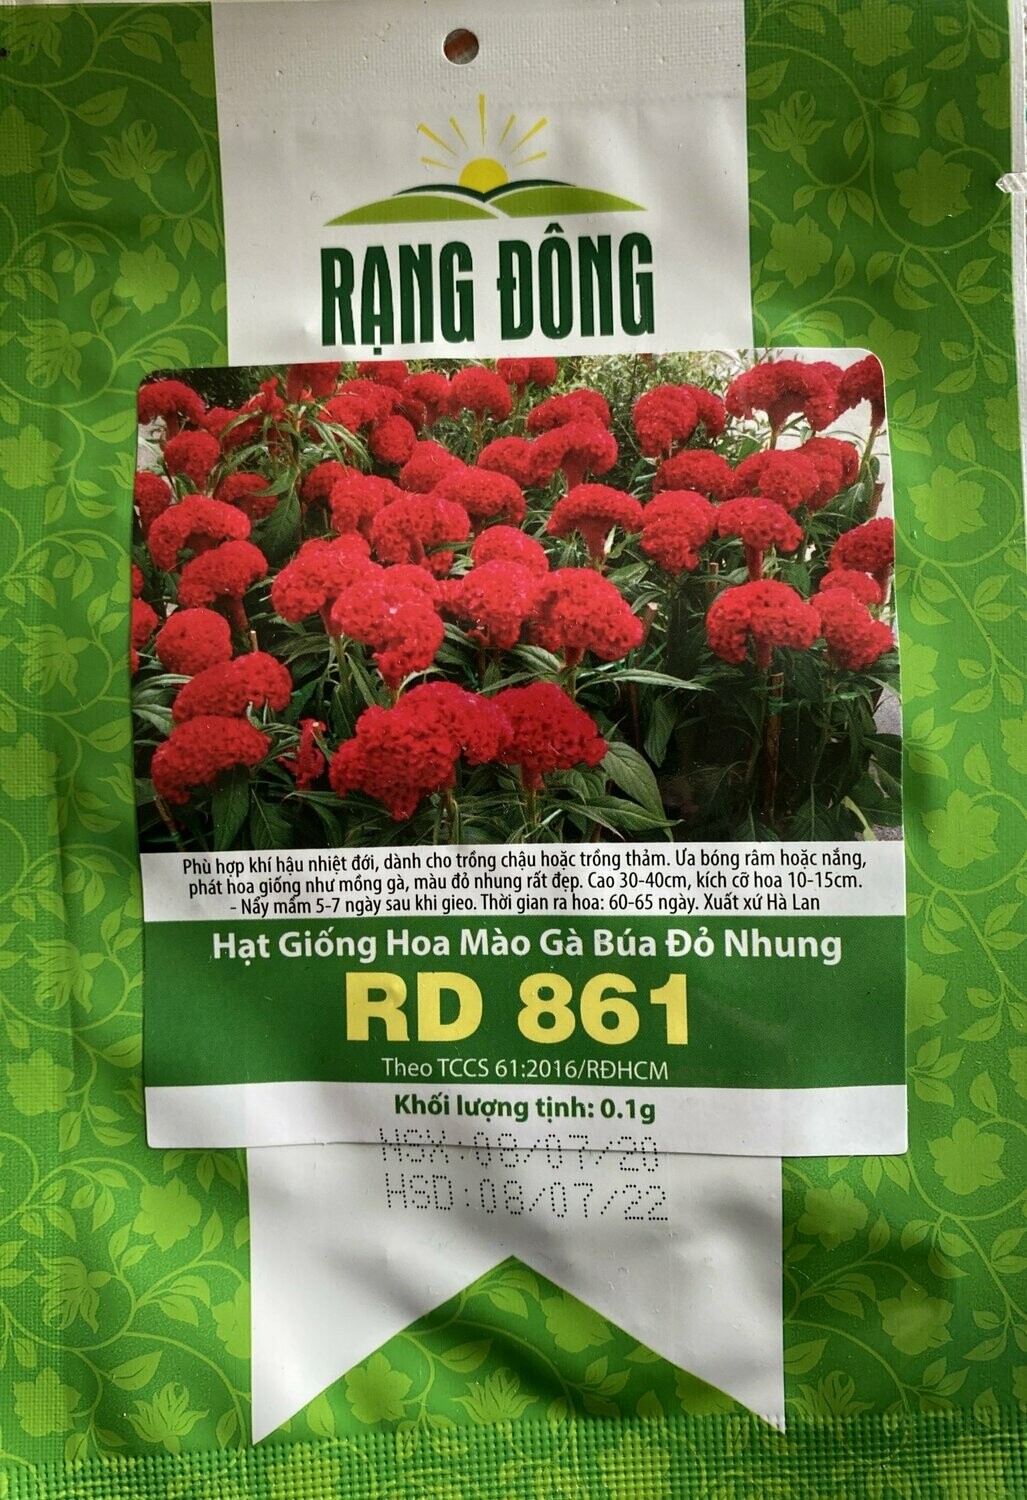 RẠNG ĐÔNG
Phù hợp khí hậu nhiệt đới, dành cho trồng chậu hoặc trồng thảm. Ưa bóng râm hoặc nắng,
phát hoa giống như mồng gà, màu đỏ nhung rất đẹp. Cao 30-40cm, kích cỡ hoa 10-15cm.
- Nẩy mầm 5-7 ngày sau khi gieo. Thời gian ra hoa: 60-65 ngày. Xuất xứ Hà Lan
Hạt Giống Hoa Mào Gà Búa Đỏ Nhung
RD 861
Theo TCCS 61:2016/RĐHCM
Khối lượng tịnh: 0.1g
NSX:08/07/20
HSD:08/07/22